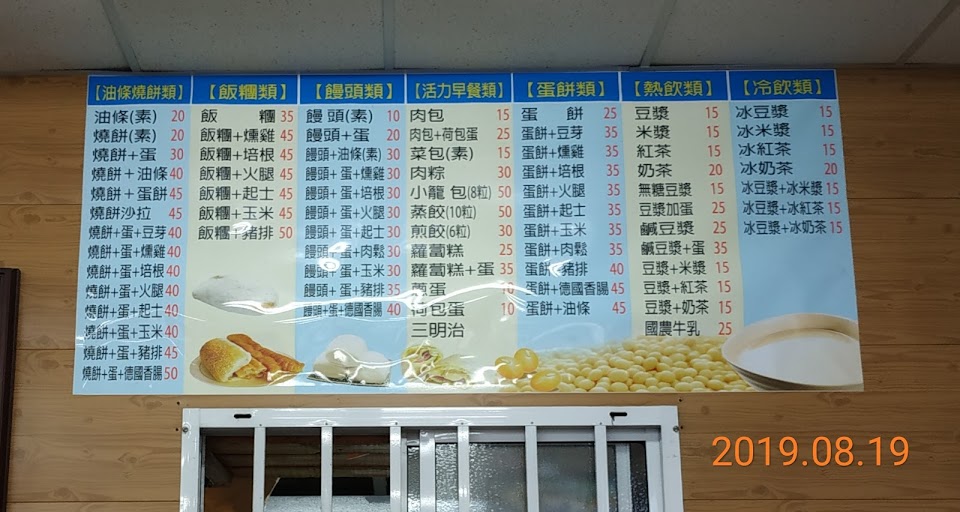 【油條燒餅類】
油條(素) 20
燒餅(素) 20
燒餅+蛋 30
燒餅+油條 40
燒餅+蛋餅 45
燒餅沙拉 45
燒餅+蛋+豆芽 40
燒餅+蛋+燻雞 40
燒餅+蛋+培根 40
燒餅+蛋+火腿 40
燒餅+蛋+起士 40
燒餅+蛋+玉米 40
燒餅+蛋+豬排 45
燒餅+蛋+德國香腸 50
【飯糰類】
飯糰 35
飯糰+燻雞 45
飯糰+培根 45
飯糰+火腿 45
飯糰+起士 45
飯糰+玉米 45
飯糰+豬排 50
【饅頭類】
饅頭(素) 10
饅頭+蛋 20
饅頭+油條(素) 30
饅頭+蛋+燻雞 30
饅頭+蛋+培根 30
饅頭+蛋+火腿 30
饅頭+蛋+起士 30
饅頭+蛋+肉鬆 30
饅頭+蛋+玉米 30
饅頭+蛋+豬排 35
饅頭+蛋+德國香腸 40
【活力早餐類】
肉包 15
肉包+荷包蛋 25
菜包(素) 15
肉粽 30
小龍包(8粒) 50
蒸餃(10粒) 50
煎餃(6粒) 30
蘿蔔糕 25
蘿蔔糕+蛋 35
蛋 10
荷包蛋 10
三明治
【蛋餅類】
蛋餅 25
蛋餅+豆芽 35
蛋餅+燻雞 35
蛋餅+培根 35
蛋餅+火腿 35
蛋餅+起士 35
蛋餅+玉米 35
蛋餅+肉鬆 35
蛋餅+豬排 40
蛋餅+德國香腸 45
蛋餅+油條 45
【熱飲類】
豆漿 15
米漿 15
紅茶 15
奶茶 20
無糖豆漿 15
豆漿加蛋 25
鹹豆漿 25
鹹豆漿+蛋 35
豆漿+米漿 15
豆漿+紅茶 15
豆漿+奶茶 15
國農牛乳 25
【冷飲類】
冰豆漿 15
冰米漿 15
冰紅茶 15
冰奶茶 20
冰豆漿+冰米漿 15
冰豆漿+冰紅茶 15
冰豆漿+冰奶茶 15
2019.08.19